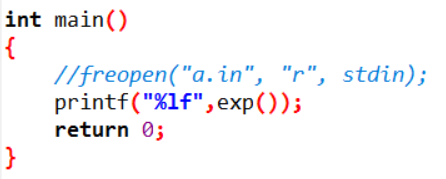 int main()
{
    //freopen("a.in", "r", stdin);
    printf("%lf",exp());
    return 0;
}